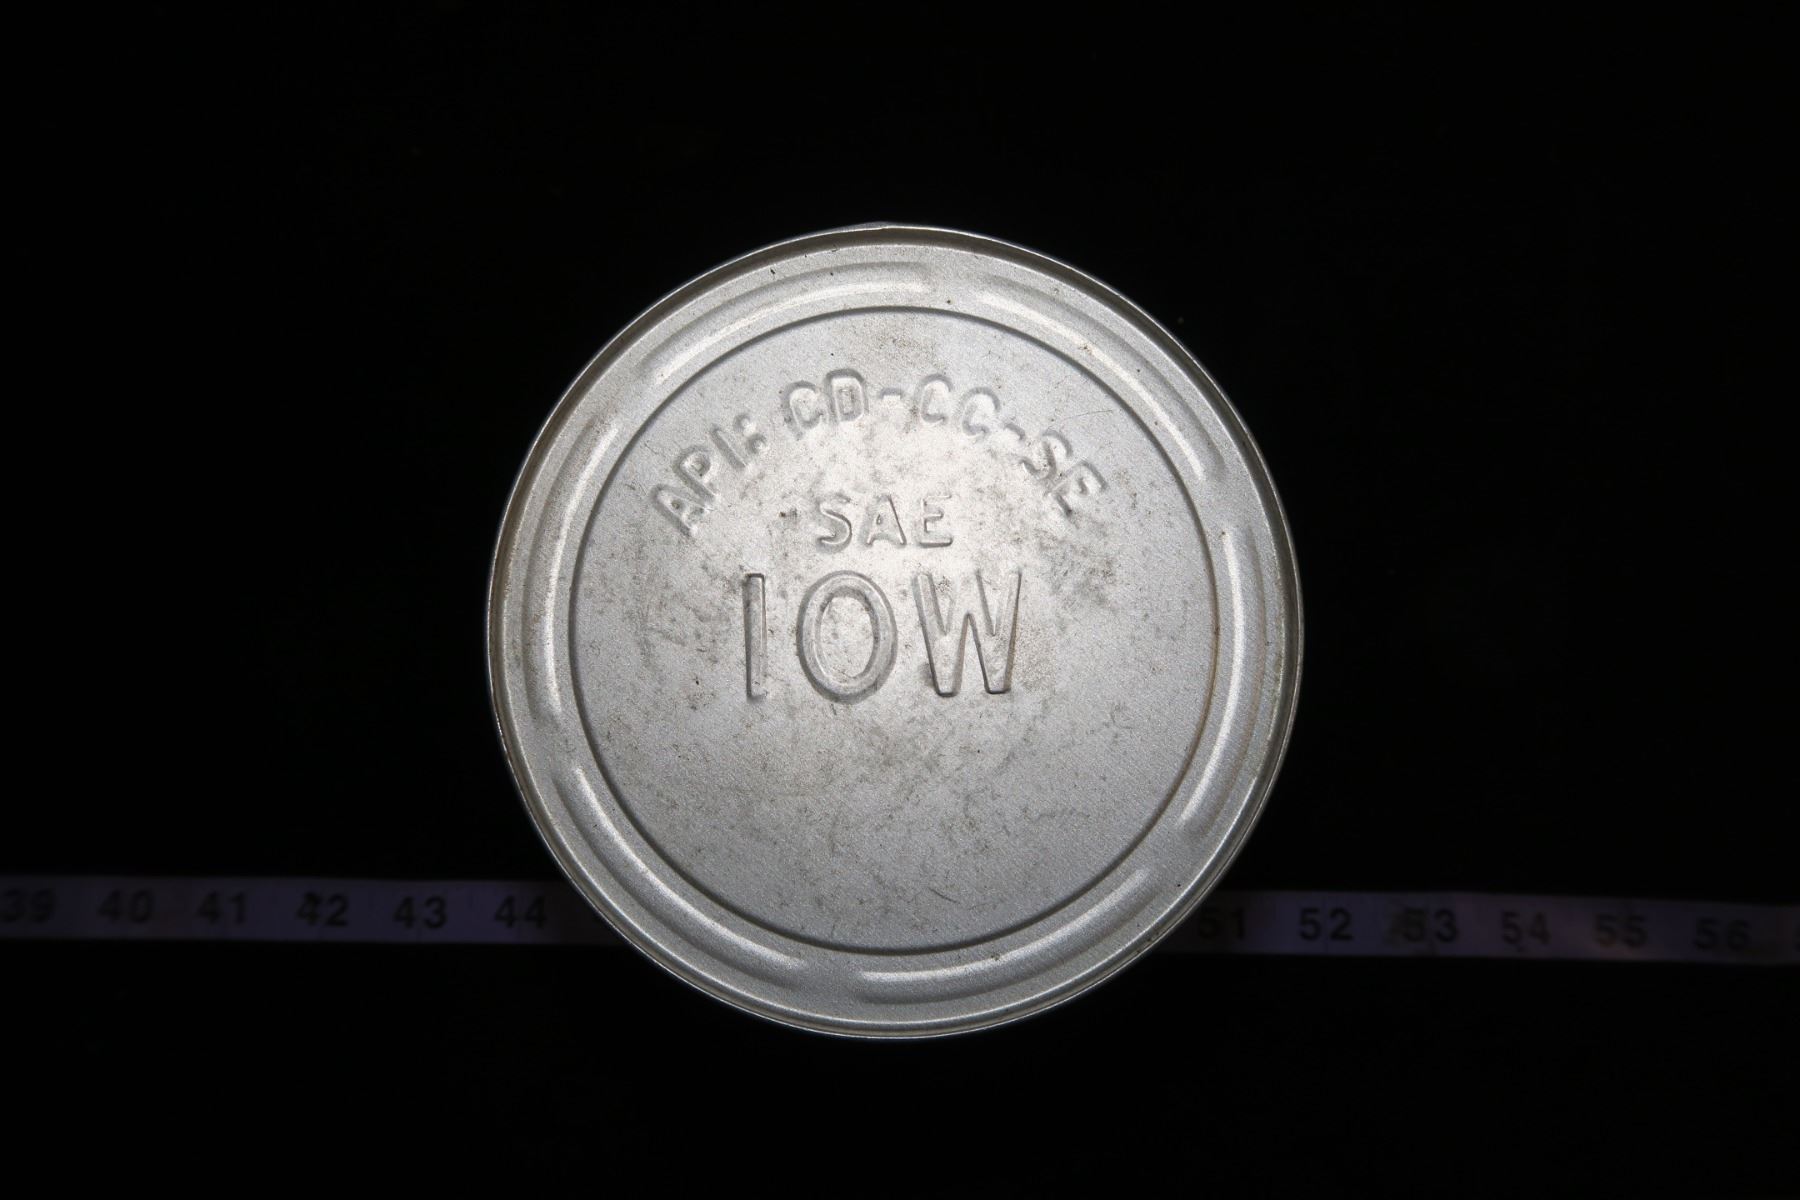 API: CD-CC-SE
SAE
10W
39 40 41 42 43 44 51 52 53 54 55 56